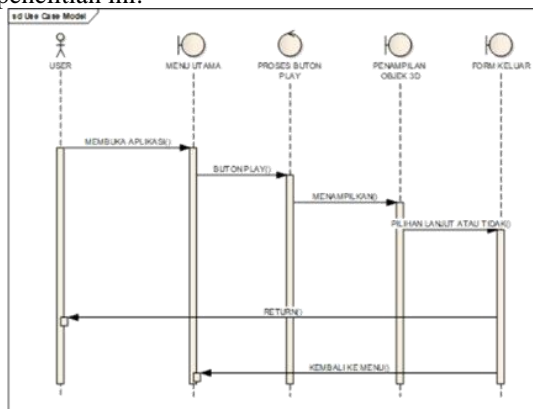 penelitian ini.
sd Use Case Model
USER
MENU UTAMA
PROSES BUTON
PLAY
PENAMPILAN
OBJEK 3D
FORM KELUAR
MEMBUKA APLIKASI()
BUTON PLAY()
MENAMPILKAN()
PILIHAN LANJUT ATAU TIDAK()
RETURN()
KEMBALI KE MENU()